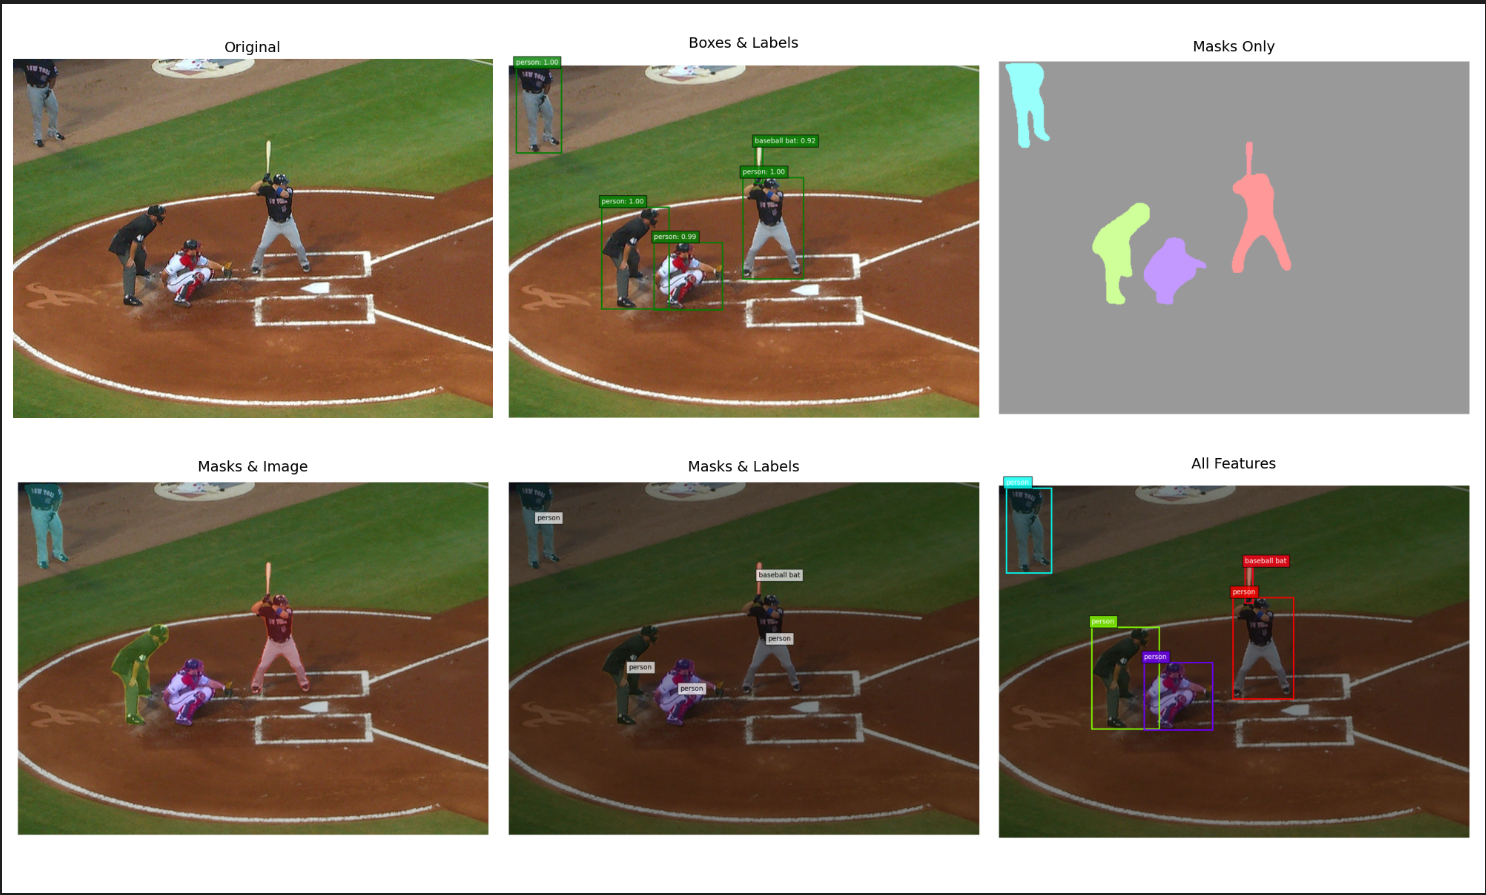 Original
Boxes & Labels
Masks Only
person: 1.00
baseball bat: 0.92
person: 1.00
person: 1.00
person: 0.99
Masks & Image
Masks & Labels
All Features
person
baseball bat
person
person
person
person
baseball bat
person
person
person